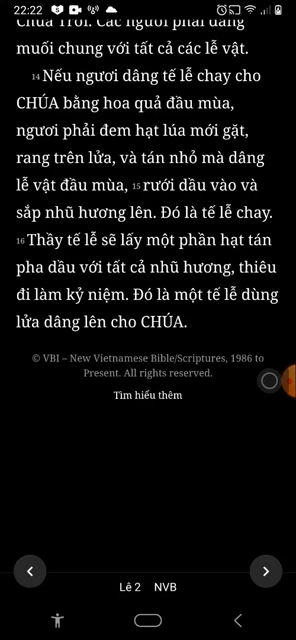 22:22
Chúa Trời. Các ngươi phải dâng
muối chung với tất cả các lễ vật.
14 Nếu ngươi dâng tế lễ chay cho
CHÚA bằng hoa quả đầu mùa,
ngươi phải đem hạt lúa mới gặt,
rang trên lửa, và tán nhỏ mà dâng
lễ vật đầu mùa, 15 rưới dầu vào và
sắp nhũ hương lên. Đó là tế lễ chay.
16 Thầy tế lễ sẽ lấy một phần hạt tán
pha dầu với tất cả nhũ hương, thiêu
đi làm kỷ niệm. Đó là một tế lễ dùng
lửa dâng lên cho CHÚA.
© VBI – New Vietnamese Bible/Scriptures, 1986 to
Present. All rights reserved.
Tìm hiểu thêm
Lê 2 NVB